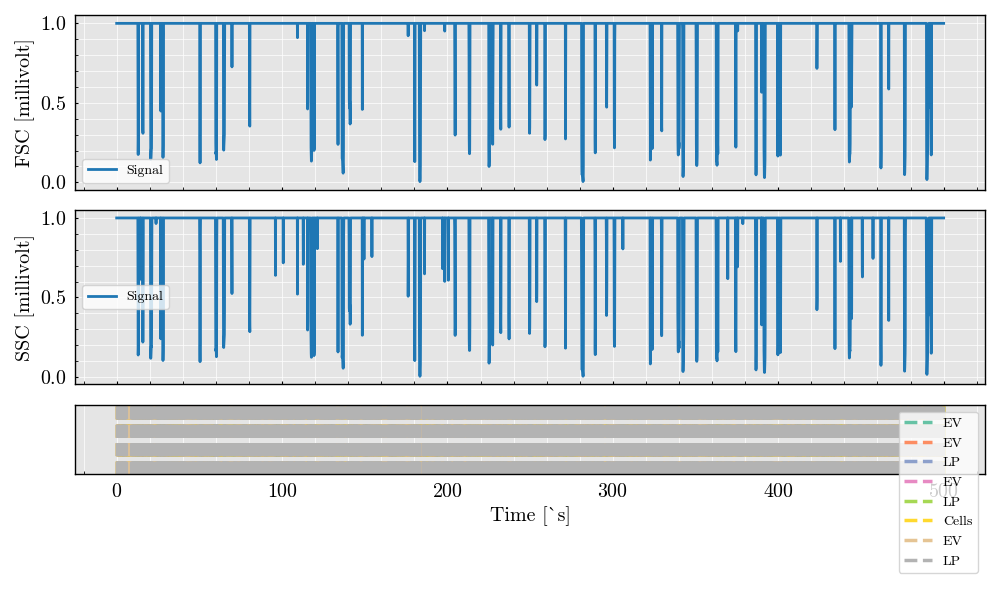 1.0
0.5
0.0
FSC [millivolt]
Signal
1.0
0.5
0.0
SSC [millivolt]
Signal
0
100
200
300
400
500
Time [`s]
EV
EV
LP
EV
LP
Cells
EV
LP